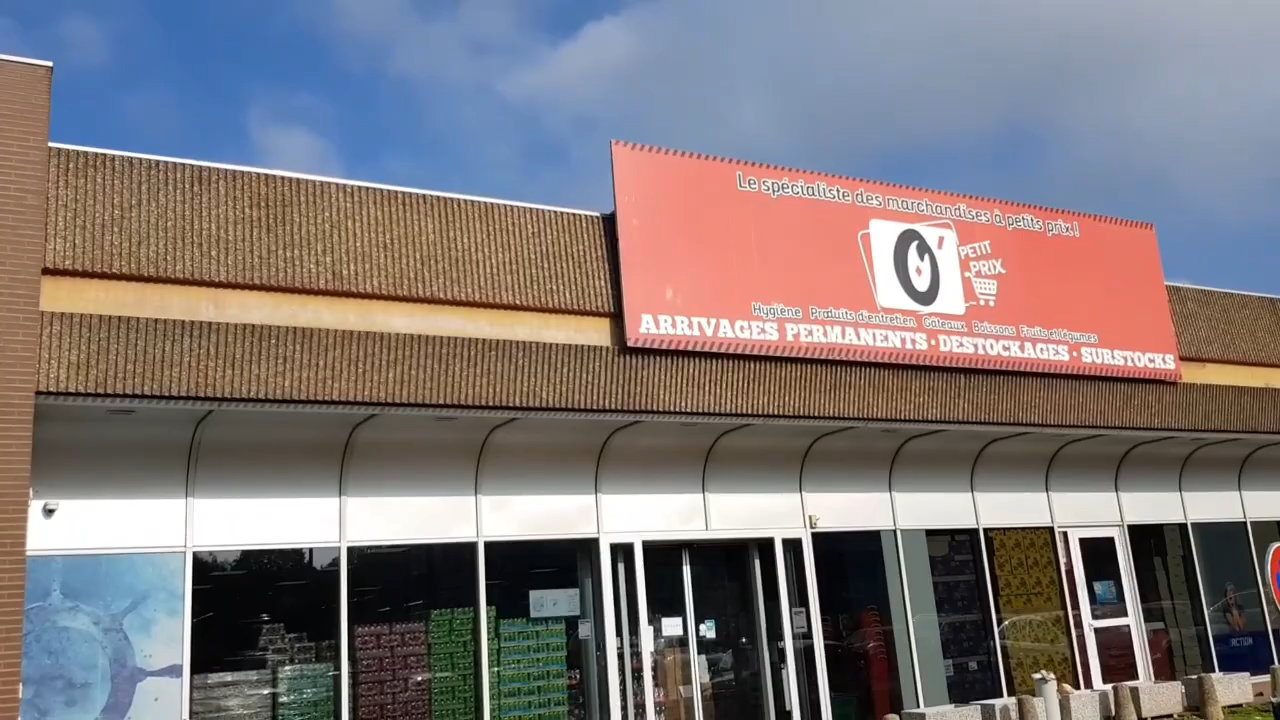 Le spécialiste des marchandises à petits prix !
O'
PETIT
PRIX
Hygiène Produits d'entretien Gâteaux Boissons Fruits et légumes
ARRIVAGES PERMANENTS · DESTOCKAGES · SURSTOCKS
ACTION